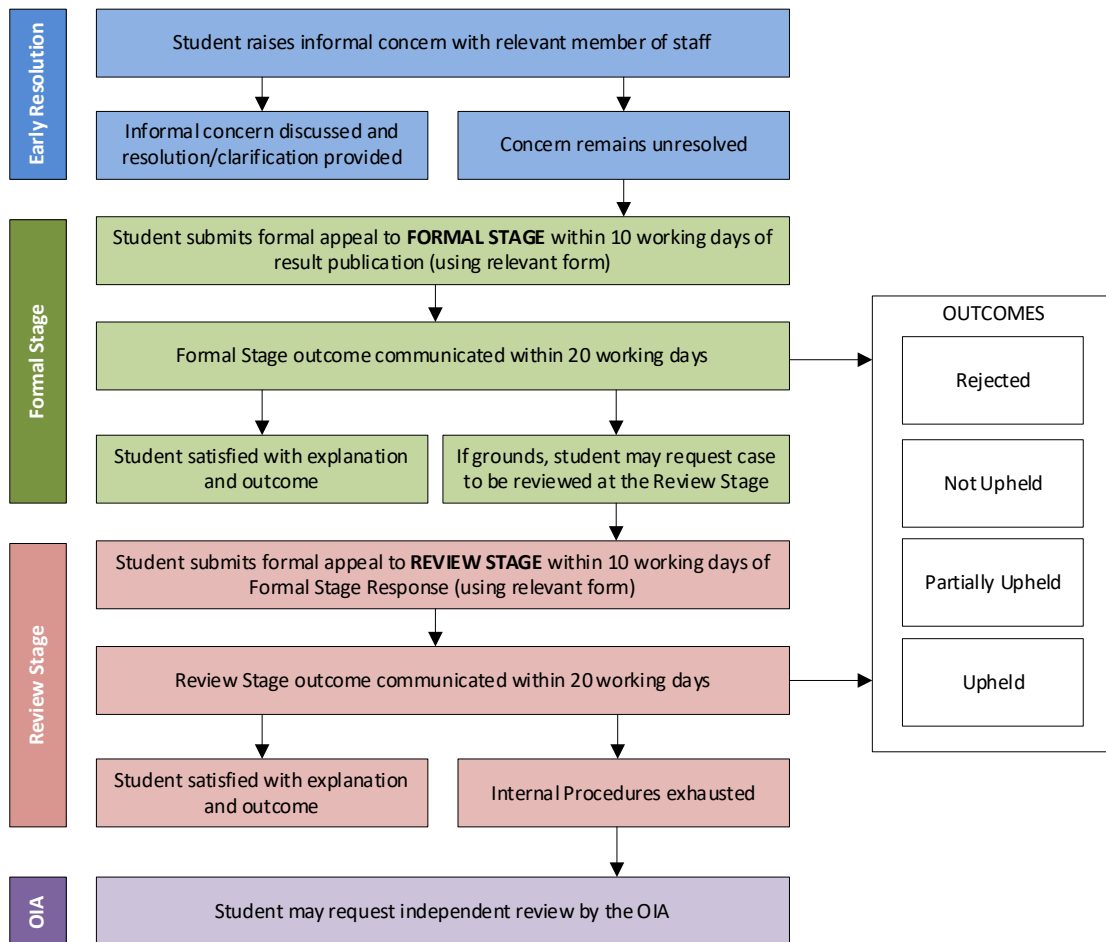 Early Resolution
Student raises informal concern with relevant member of staff
Informal concern discussed and
resolution/clarification provided
Concern remains unresolved
Formal Stage
Student submits formal appeal to FORMAL STAGE within 10 working days of
result publication (using relevant form)
Formal Stage outcome communicated within 20 working days
Student satisfied with explanation
and outcome
If grounds, student may request case
to be reviewed at the Review Stage
OUTCOMES
Rejected
Not Upheld
Partially Upheld
Upheld
Review Stage
Student submits formal appeal to REVIEW STAGE within 10 working days of
Formal Stage Response (using relevant form)
Review Stage outcome communicated within 20 working days
Student satisfied with explanation
and outcome
Internal Procedures exhausted
OIA
Student may request independent review by the OIA